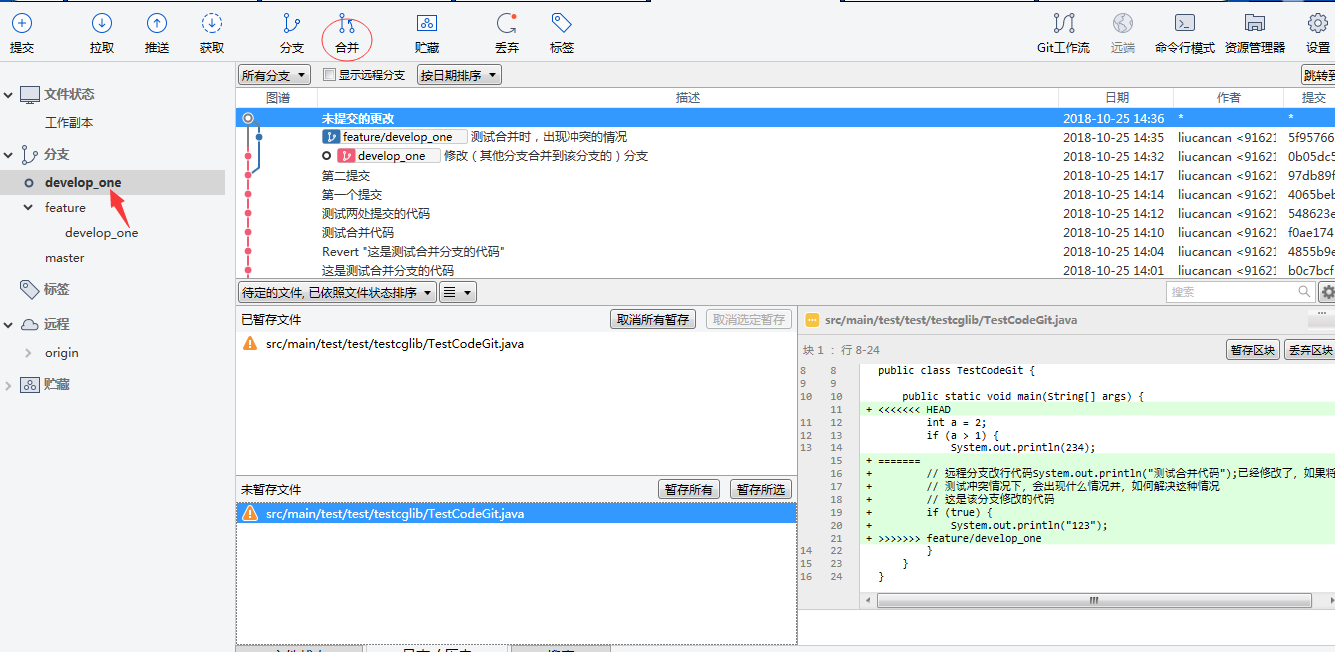 提交 拉取 推送 获取 分支 合并 贮藏 丢弃 标签 Git工作流 远端 命令行模式 资源管理器 设置
所有分支 显示远程分支 按日期排序 跳转到
文件状态
工作副本
分支
develop_one
feature
develop_one
master
标签
远程
origin
贮藏
图谱 描述 日期 作者 提交
未提交的更改 2018-10-25 14:36 * *
feature/develop_one 测试合并时，出现冲突的情况 2018-10-25 14:35 liucancan <91621 5f95766
develop_one 修改（其他分支合并到该分支的）分支 2018-10-25 14:32 liucancan <91621 0b05dc5
第二提交 2018-10-25 14:17 liucancan <91621 97db89f
第一个提交 2018-10-25 14:14 liucancan <91621 4065beb
测试两处提交的代码 2018-10-25 14:12 liucancan <91621 548623e
测试合并代码 2018-10-25 14:10 liucancan <91621 f0ae174
Revert "这是测试合并分支的代码" 2018-10-25 14:04 liucancan <91621 4855b9e
这是测试合并分支的代码 2018-10-25 14:01 liucancan <91621 b0c7bcf
待定的文件, 已依照文件状态排序 搜索
已暂存文件 取消所有暂存 取消选定暂存
src/main/test/test/testcglib/TestCodeGit.java
未暂存文件 暂存所有 暂存所选
src/main/test/test/testcglib/TestCodeGit.java
src/main/test/test/testcglib/TestCodeGit.java
块 1 ：行 8-24 暂存区块 丢弃区块
8 8 public class TestCodeGit {
9 9
10 10 public static void main(String[] args) {
11 + <<<<<<< HEAD
11 12 int a = 2;
12 13 if (a > 1) {
13 14 System.out.println(234);
15 + =======
16 + // 远程分支改行代码System.out.println("测试合并代码");已经修改了，如果将
17 + // 测试冲突情况下，会出现什么情况并，如何解决这种情况
18 + // 这是该分支修改的代码
19 + if (true) {
20 + System.out.println("123");
21 + >>>>>>> feature/develop_one
14 22 }
15 23 }
16 24 }